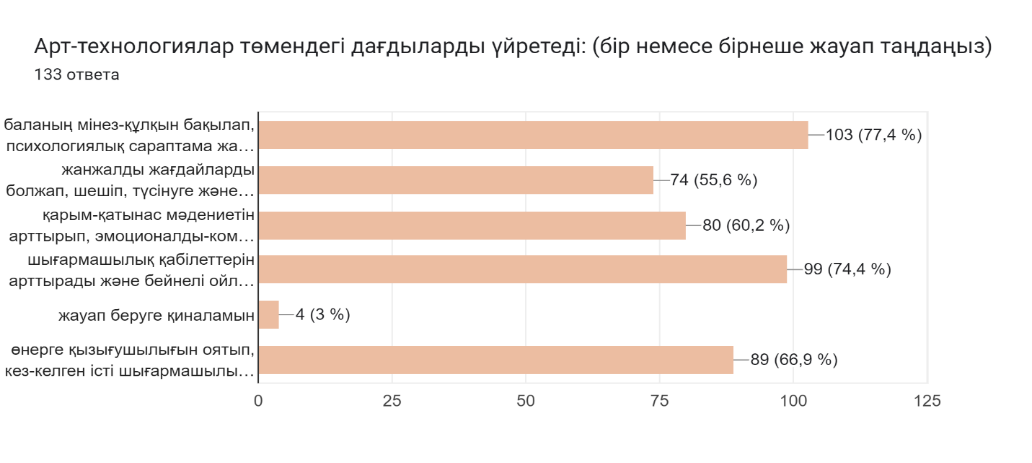 Арт-технологиялар төмендегі дағдыларды үйретеді: (бір немесе бірнеше жауап таңдаңыз)
133 ответа
баланың мінез-құлқын бақылап,
психологиялық сараптама жа…
103 (77,4 %)
жанжалды жағдайларды
болжап, шешіп, түсінуге және…
74 (55,6 %)
қарым-қатынас мәдениетін
арттырып, эмоционалды-ком…
80 (60,2 %)
шығармашылық қабілеттерін
арттырады және бейнелі ойл…
99 (74,4 %)
жауап беруге қиналамын
4 (3 %)
өнерге қызығушылығын оятып,
кез-келген істі шығармашылы…
89 (66,9 %)
0 25 50 75 100 125